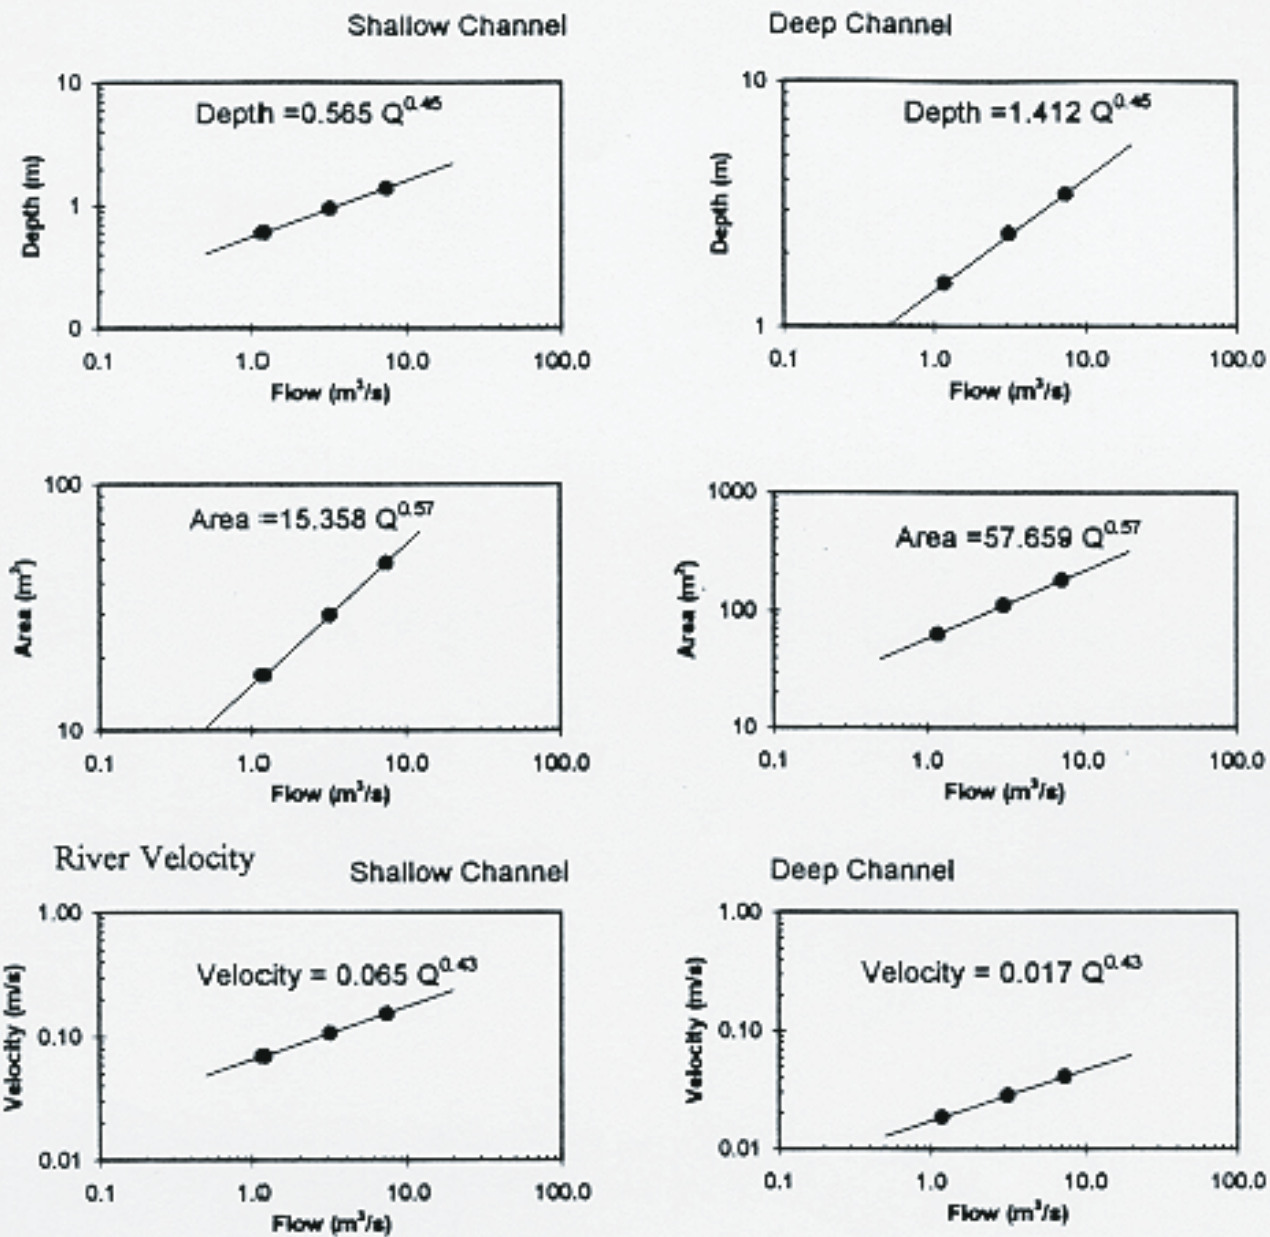 Shallow Channel
Deep Channel
10
1
0
Depth (m)
Depth =0.565 Q^0.45
0.1 1.0 10.0 100.0
Flow (m³/s)
10
1
Depth (m)
Depth =1.412 Q^0.45
0.1 1.0 10.0 100.0
Flow (m³/s)
100
10
Area (m²)
Area =15.358 Q^0.57
0.1 1.0 10.0 100.0
Flow (m³/s)
1000
100
10
Area (m²)
Area =57.659 Q^0.57
0.1 1.0 10.0 100.0
Flow (m³/s)
River Velocity
Shallow Channel
Deep Channel
1.00
0.10
0.01
Velocity (m/s)
Velocity = 0.065 Q^0.43
0.1 1.0 10.0 100.0
Flow (m³/s)
1.00
0.10
0.01
Velocity (m/s)
Velocity = 0.017 Q^0.43
0.1 1.0 10.0 100.0
Flow (m³/s)